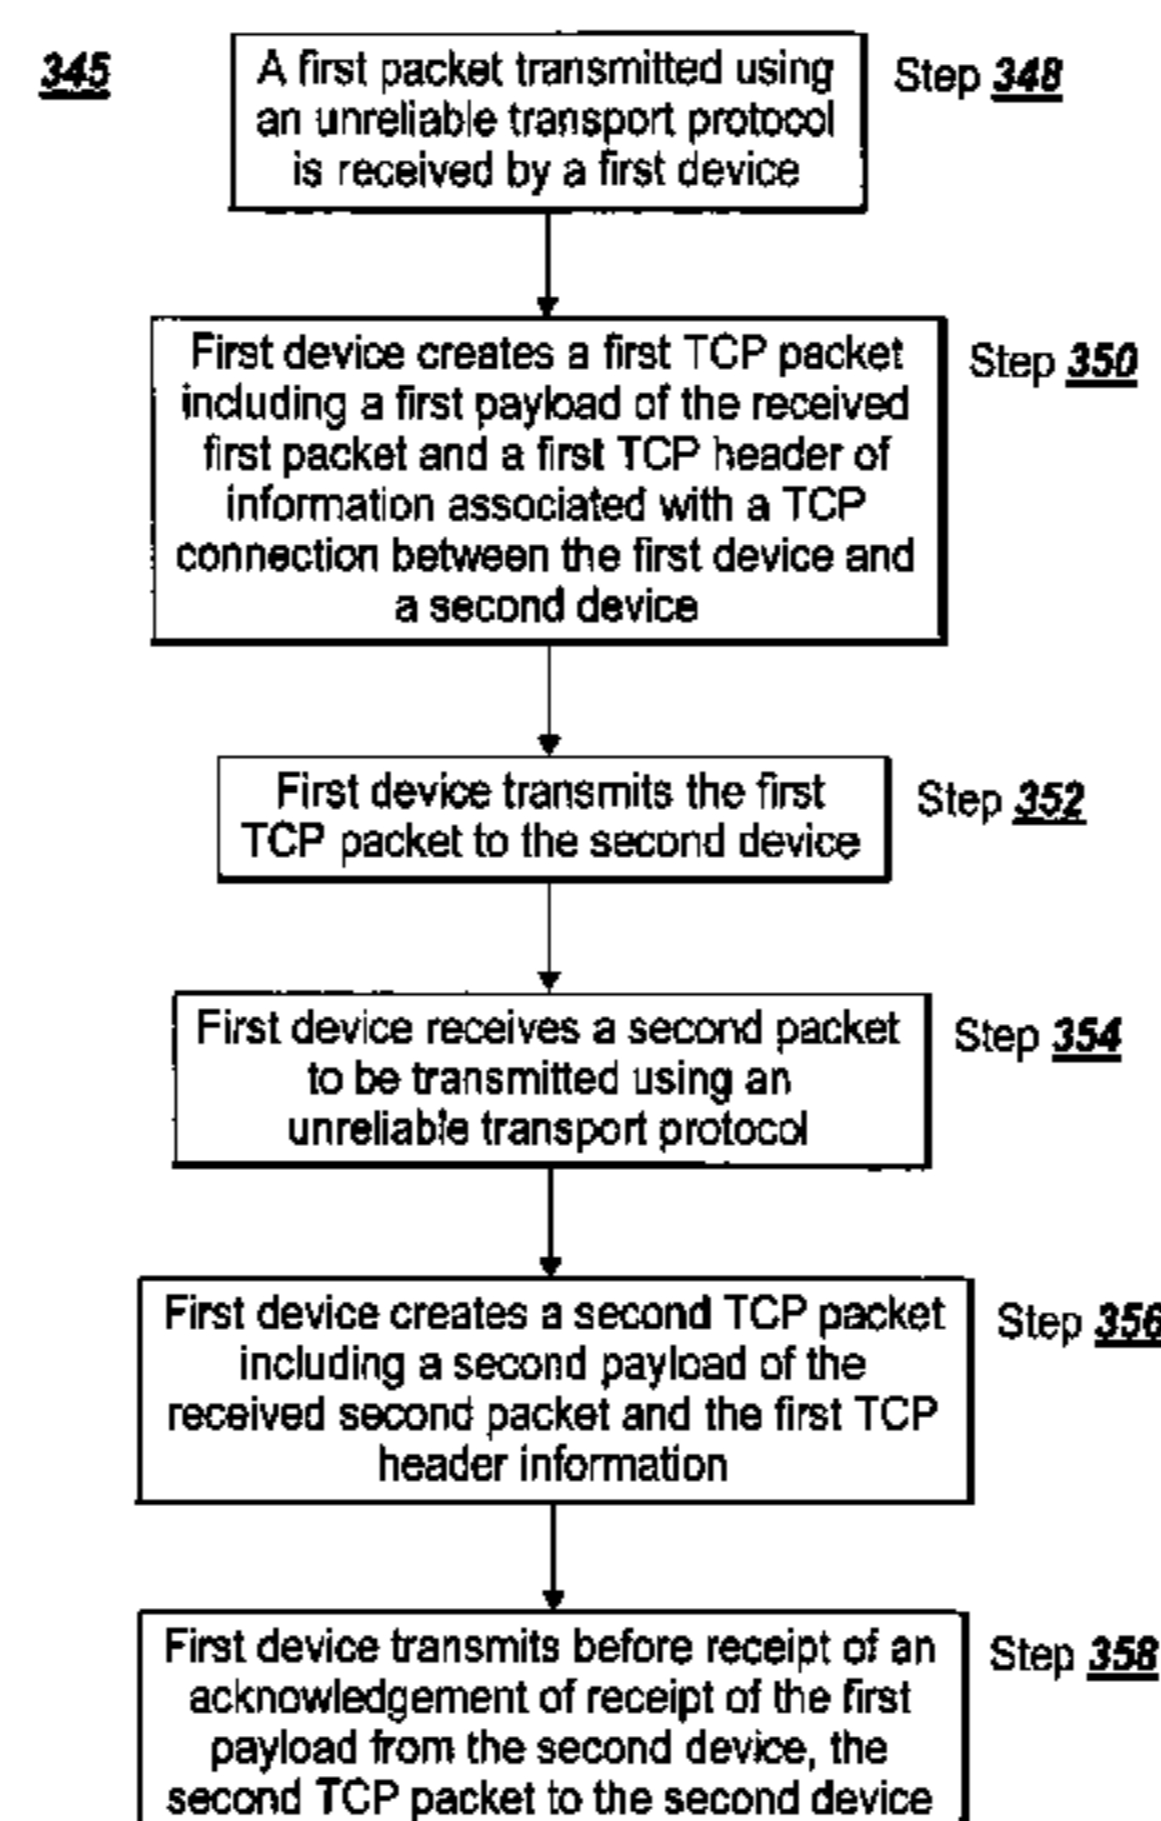 345
A first packet transmitted using
an unreliable transport protocol
is received by a first device
Step 348
First device creates a first TCP packet
including a first payload of the received
first packet and a first TCP header of
information associated with a TCP
connection between the first device and
a second device
Step 350
First device transmits the first
TCP packet to the second device
Step 352
First device receives a second packet
to be transmitted using an
unreliable transport protocol
Step 354
First device creates a second TCP packet
including a second payload of the
received second packet and the first TCP
header information
Step 356
First device transmits before receipt of an
acknowledgement of receipt of the first
payload from the second device, the
second TCP packet to the second device
Step 358